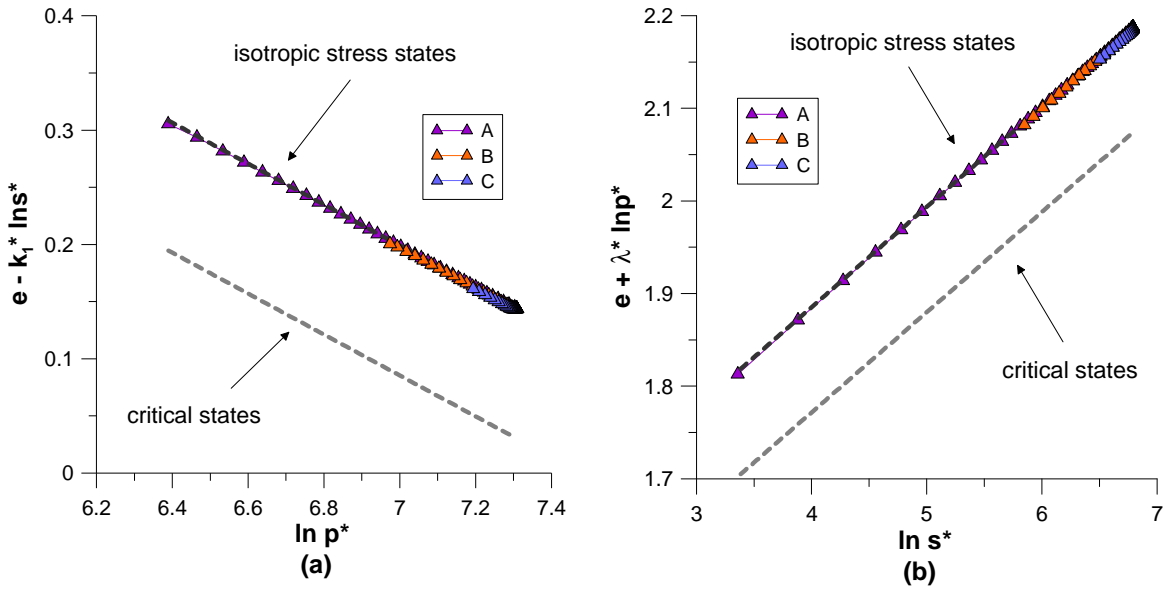 0.4
0.3
0.2
0.1
0
e - k₁* lns*
isotropic stress states
A
B
C
critical states
6.2
6.4
6.6
6.8
7
7.2
7.4
ln p*
(a)
2.2
2.1
2
1.9
1.8
1.7
e + λ* lnp*
isotropic stress states
A
B
C
critical states
3
4
5
6
7
ln s*
(b)